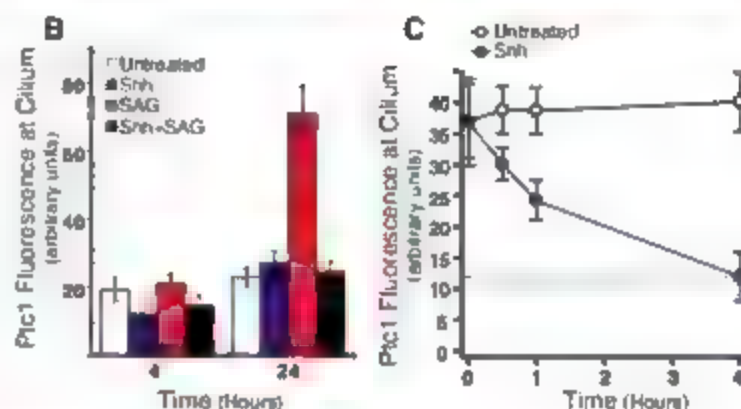 B
Untreated
Shh
SAG
Shh+SAG
Ptc1 Fluorescence at Cilium
(arbitrary units)
80
60
40
20
4
24
Time (Hours)
C
Untreated
Shh
Ptc1 Fluorescence at Cilium
(arbitrary units)
40
35
30
25
20
15
10
5
0
0
1
2
3
4
Time (Hours)